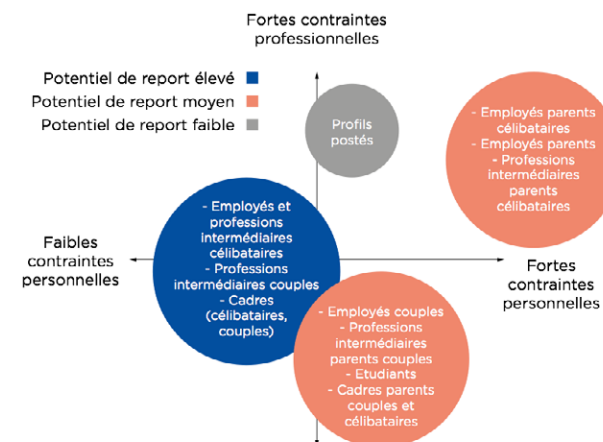 Fortes contraintes
professionnelles
Potentiel de report élevé
Potentiel de report moyen
Potentiel de report faible
Profils
postés
- Employés parents
célibataires
- Employés parents
- Professions
intermédiaires
parents
célibataires
- Employés et
professions
intermédiaires
célibataires
- Professions
intermédiaires couples
- Cadres
(célibataires,
couples)
Faibles
contraintes
personnelles
Fortes
contraintes
personnelles
- Employés couples
- Professions
intermédiaires
parents couples
- Etudiants
- Cadres parents
couples et
célibataires